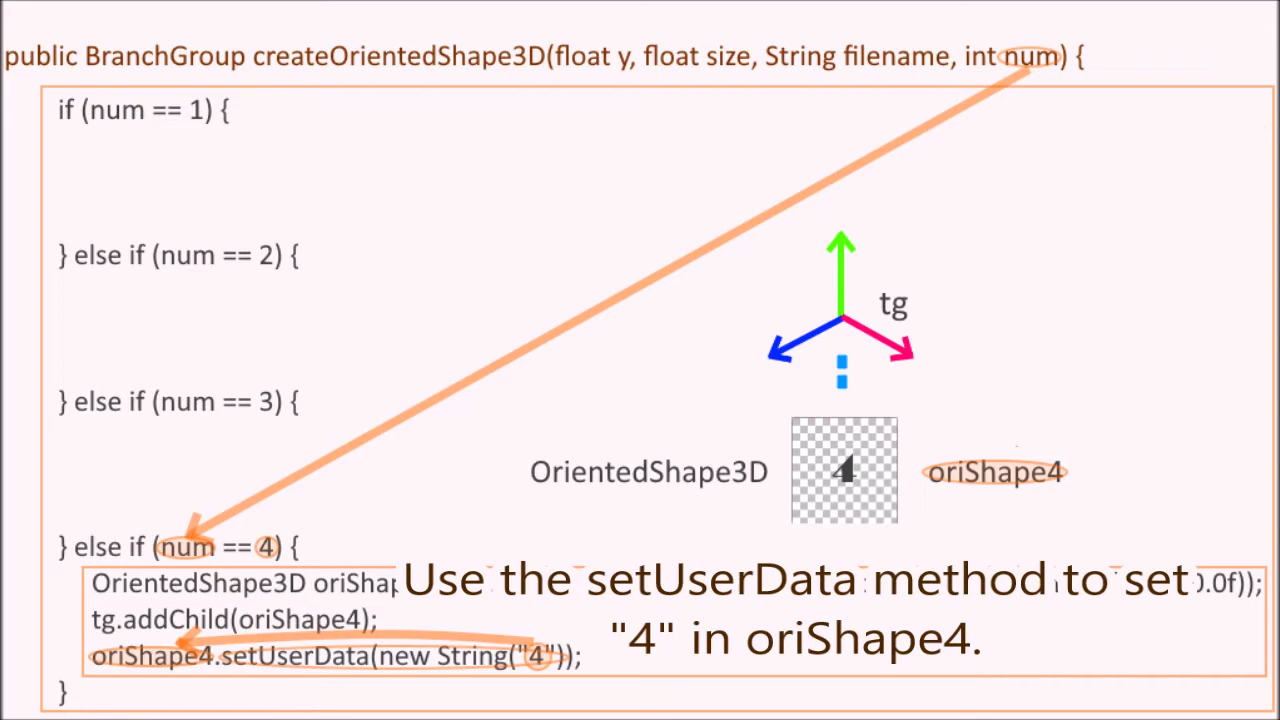 public BranchGroup createOrientedShape3D(float y, float size, String filename, int num) {
if (num == 1) {
} else if (num == 2) {
tg
} else if (num == 3) {
OrientedShape3D
4
oriShape4
} else if (num == 4) {
OrientedShape3D
.0f));
Use the setUserData method to set
tg.addChild(oriShape4);
"4" in oriShape4.
oriShape4.setUserData(new String("4"));
}